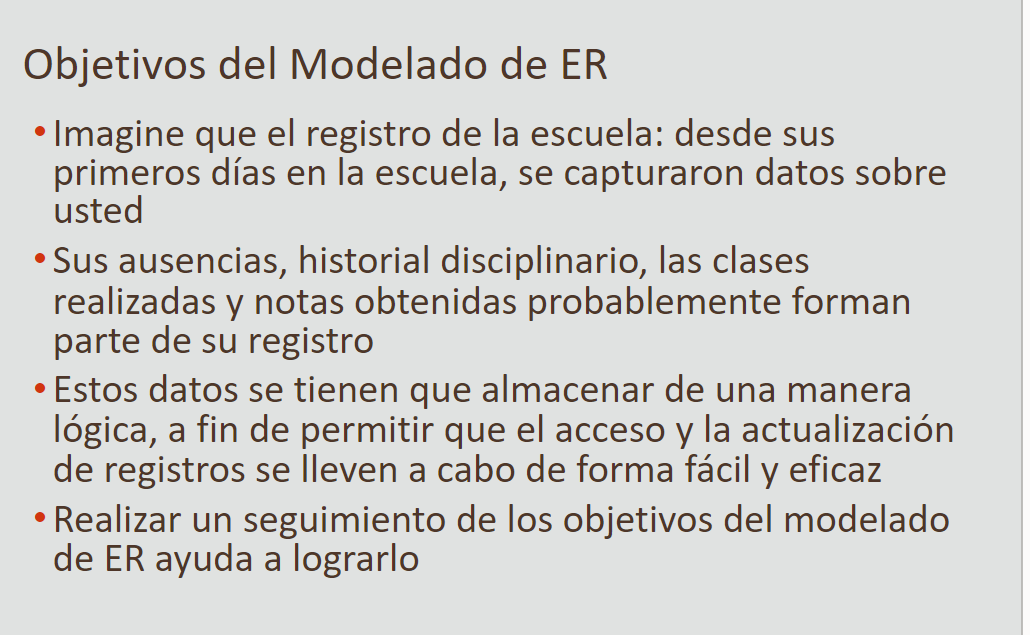 Objetivos del Modelado de ER
•Imagine que el registro de la escuela: desde sus
primeros días en la escuela, se capturaron datos sobre
usted
•Sus ausencias, historial disciplinario, las clases
realizadas y notas obtenidas probablemente forman
parte de su registro
•Estos datos se tienen que almacenar de una manera
lógica, a fin de permitir que el acceso y la actualización
de registros se lleven a cabo de forma fácil y eficaz
•Realizar un seguimiento de los objetivos del modelado
de ER ayuda a lograrlo